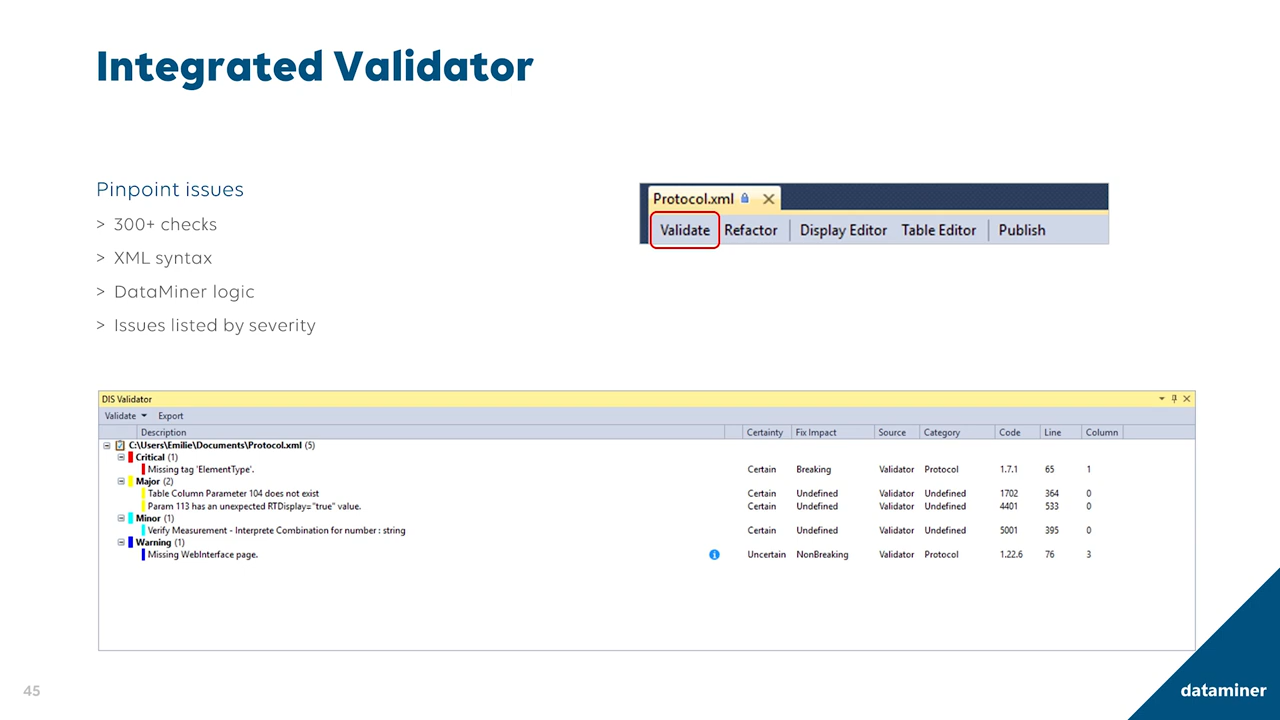 Integrated Validator
Pinpoint issues
> 300+ checks
> XML syntax
> DataMiner logic
> Issues listed by severity
Protocol.xml
Validate Refactor Display Editor Table Editor Publish
DIS Validator
Validate Export
Description Certainty Fix Impact Source Category Code Line Column
C:\Users\Emilie\Documents\Protocol.xml (5)
Critical (1)
Missing tag 'ElementType'. Certain Breaking Validator Protocol 1.7.1 65 1
Major (2)
Table Column Parameter 104 does not exist Certain Undefined Validator Undefined 1702 364 0
Param 113 has an unexpected RTDisplay="true" value. Certain Undefined Validator Undefined 4401 533 0
Minor (1)
Verify Measurement - Interprete Combination for number : string Certain Undefined Validator Undefined 5001 395 0
Warning (1)
Missing WebInterface page. Uncertain NonBreaking Validator Protocol 1.22.6 76 3
45
dataminer